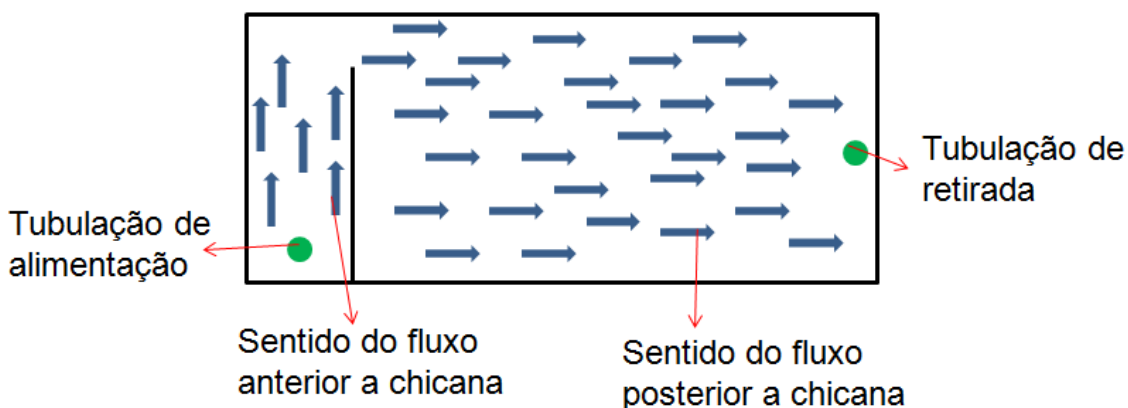 Tubulação de
retirada
Tubulação de
alimentação
Sentido do fluxo
anterior a chicana
Sentido do fluxo
posterior a chicana